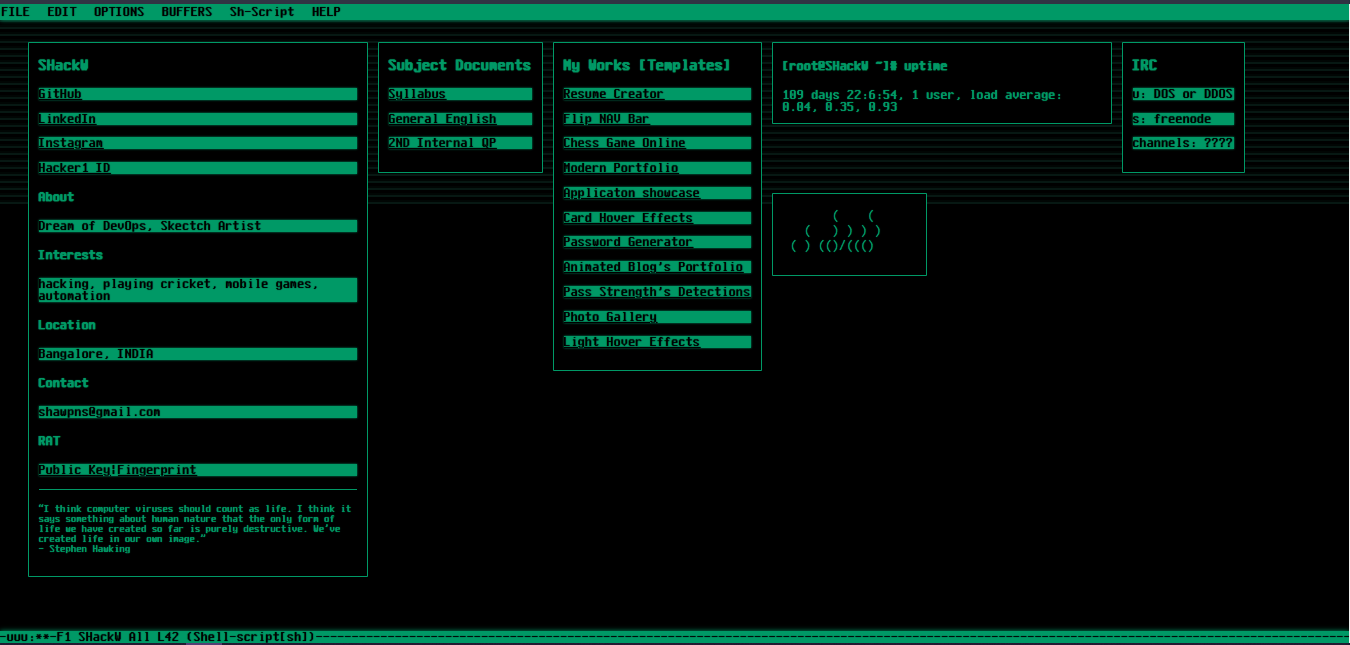 FILE EDIT OPTIONS BUFFERS Sh-Script HELP
SHackW
GitHub
LinkedIn
Instagram
Hacker1 ID
About
Dream of DevOps, Skectch Artist
Interests
hacking, playing cricket, mobile games,
automation
Location
Bangalore, INDIA
Contact
shawpns@gmail.com
RAT
Public Key¦Fingerprint
“I think computer viruses should count as life. I think it
says something about human nature that the only form of
life we have created so far is purely destructive. We’ve
created life in our own image.”
- Stephen Hawking
Subject Documents
Syllabus
General English
2ND Internal QP
My Works [Templates]
Resume Creator
Flip NAV Bar
Chess Game Online
Modern Portfolio
Applicaton showcase
Card Hover Effects
Password Generator
Animated Blog's Portfolio
Pass Strength's Detections
Photo Gallery
Light Hover Effects
[root@SHackW ~]# uptime
109 days 22:6:54, 1 user, load average:
0.04, 0.35, 0.93
( (
( ) ) ) )
( ) (()/((()
IRC
u: DOS or DDOS
s: freenode
channels: ????
-uuu:**-F1 SHackW All L42 (Shell-script[sh])------------------------------